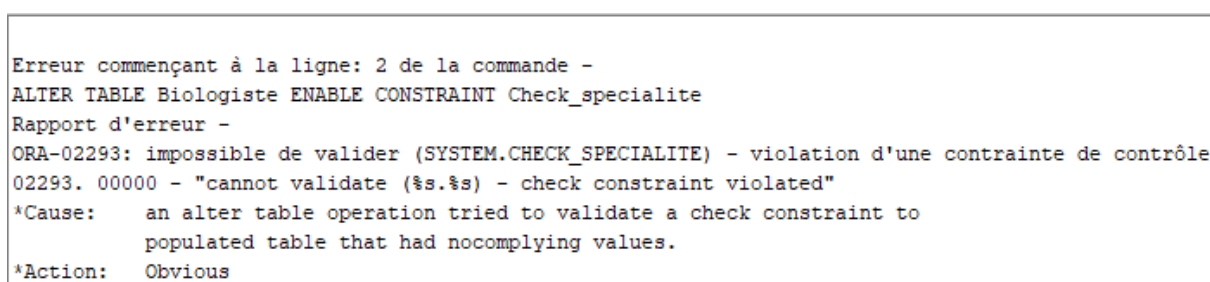 Erreur commençant à la ligne: 2 de la commande -
ALTER TABLE Biologiste ENABLE CONSTRAINT Check_specialite
Rapport d'erreur -
ORA-02293: impossible de valider (SYSTEM.CHECK_SPECIALITE) - violation d'une contrainte de contrôle
02293. 00000 - "cannot validate (%s.%s) - check constraint violated"
*Cause:    an alter table operation tried to validate a check constraint to
           populated table that had nocomplying values.
*Action:   Obvious